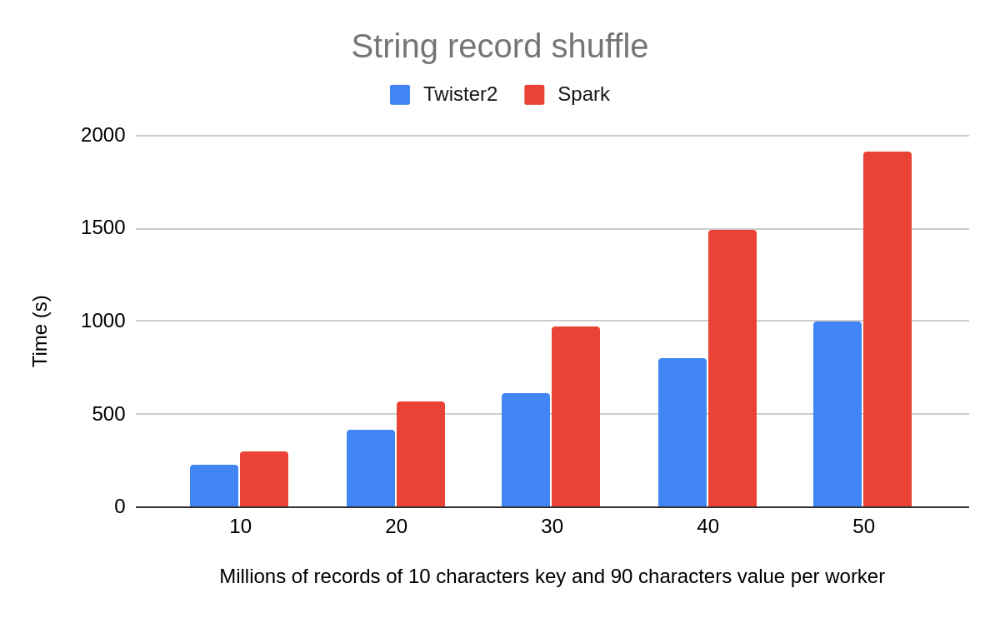 String record shuffle
Twister2 Spark
2000
1500
1000
500
0
Time (s)
10 20 30 40 50
Millions of records of 10 characters key and 90 characters value per worker